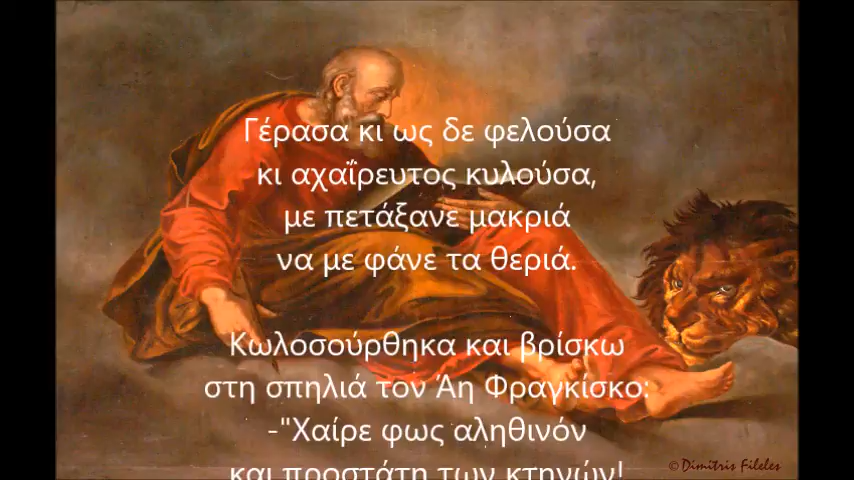 Γέρασα κι ως δε φελούσα
κι αχαΐρευτος κυλούσα,
με πετάξανε μακριά
να με φάνε τα θεριά.
Κωλοσούρθηκα και βρίσκω
στη σπηλιά τον Άη Φραγκίσκο:
-"Χαίρε φως αληθινόν
και προστάτη των κτηνών!
© Dimitris Fileles